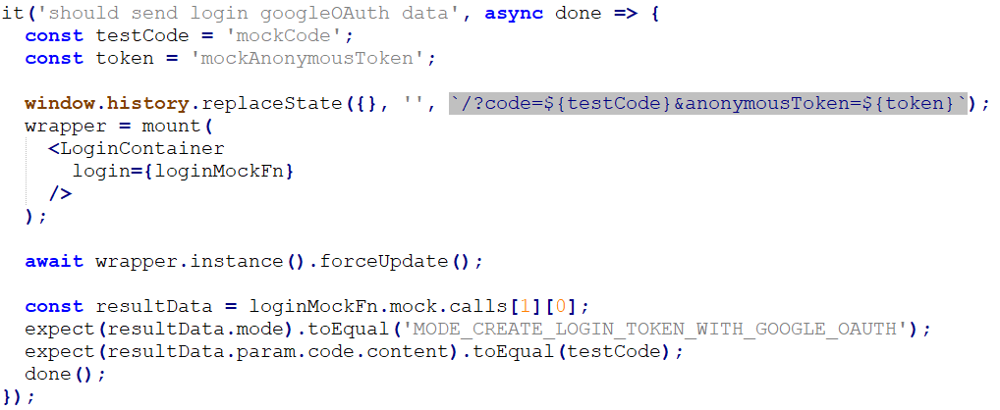 it('should send login googleOAuth data', async done => {
const testCode = 'mockCode';
const token = 'mockAnonymousToken';
window.history.replaceState({}, '', `/?code=${testCode}&anonymousToken=${token}`);
wrapper = mount(
<LoginContainer
login={loginMockFn}
/>
);
await wrapper.instance().forceUpdate();
const resultData = loginMockFn.mock.calls[1][0];
expect(resultData.mode).toEqual('MODE_CREATE_LOGIN_TOKEN_WITH_GOOGLE_OAUTH');
expect(resultData.param.code.content).toEqual(testCode);
done();
});